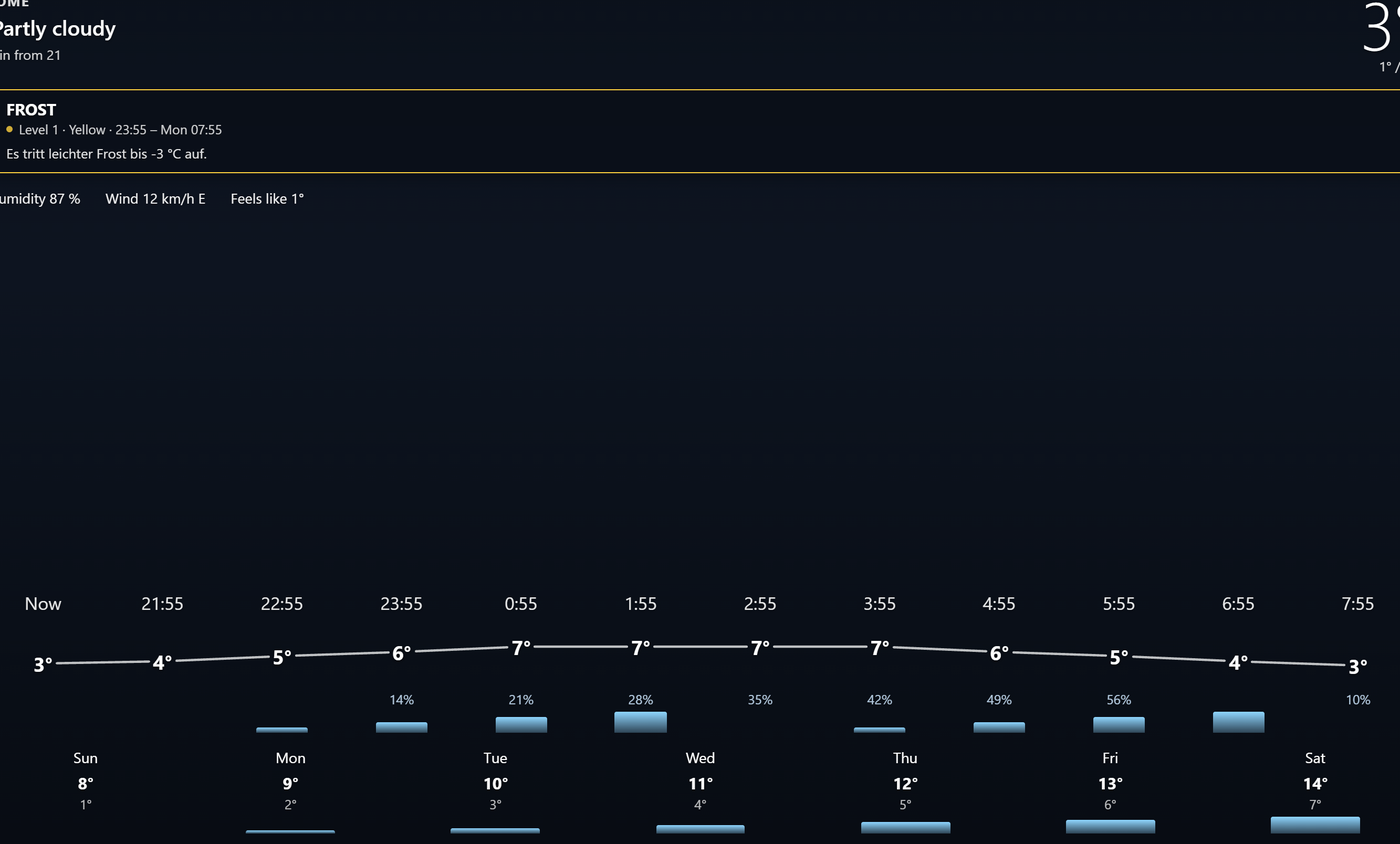 OME
Partly cloudy
in from 21
3°
1° /
FROST
Level 1 · Yellow · 23:55 – Mon 07:55
Es tritt leichter Frost bis -3 °C auf.
umidity 87 % Wind 12 km/h E Feels like 1°
Now 21:55 22:55 23:55 0:55 1:55 2:55 3:55 4:55 5:55 6:55 7:55
3° 4° 5° 6° 7° 7° 7° 7° 6° 5° 4° 3°
14% 21% 28% 35% 42% 49% 56% 10%
Sun Mon Tue Wed Thu Fri Sat
8° 9° 10° 11° 12° 13° 14°
1° 2° 3° 4° 5° 6° 7°